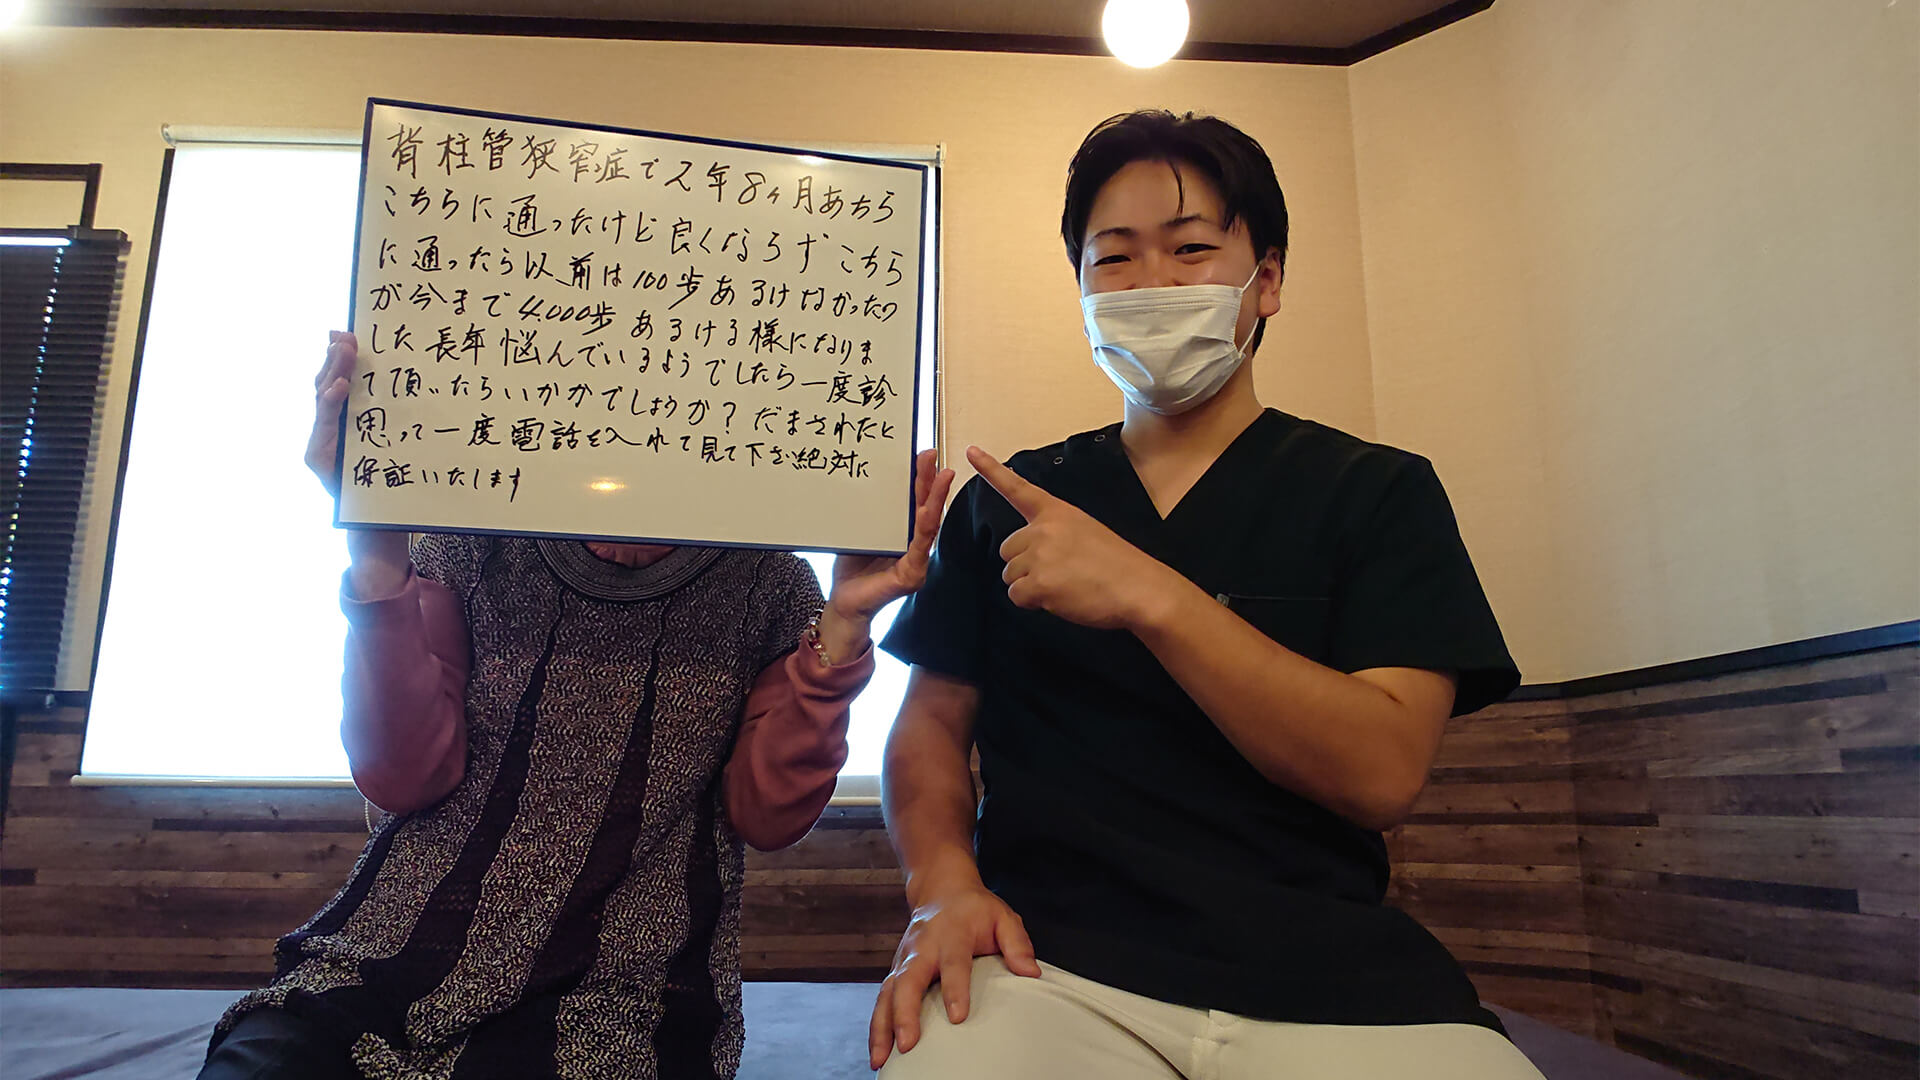 脊柱管狭窄症で2年8ヶ月あちら
こちらに通ったけど良くならずこちら
に通ったら以前は100歩あるけなかったの
が今まで4.000歩あるける様になりま
した長年悩んでいるようでしたら一度診
て頂いたらいかかでしょうか?だまされたと
思って一度電話を入れて見て下さい絶対に
保証いたします